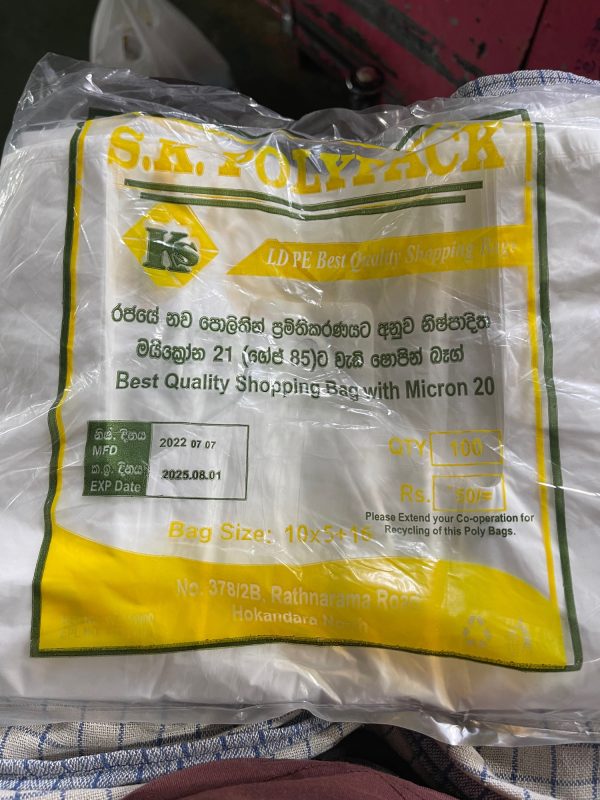 S.K. POLYPACK
KS
LD PE Best Quality Shopping Bags
රජයේ නව පොලිතින් ප්‍රමිතිකරණයට අනුව නිෂ්පාදිත
මයික්‍රෝන 21 (ගේජ් 85)ට වැඩි ෂොපින් බෑග්
Best Quality Shopping Bag with Micron 20
නිෂ්. දිනය
MFD
2022 07 07
ක.ඉ. දිනය
EXP Date
2025.08.01
QTY 100
Rs. 50/=
Please Extend your Co-operation for
Recycling of this Poly Bags.
Bag Size: 10x5+16
No. 378/2B, Rathnarama Road
Hokandara North